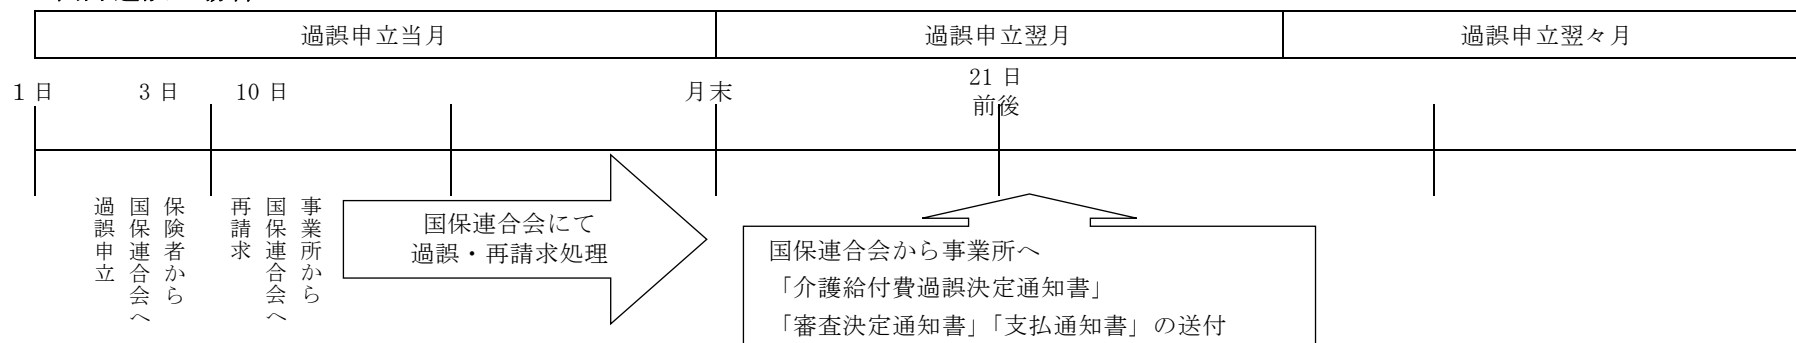 過誤申立当月
過誤申立翌月
過誤申立翌々月
1日
3日
10日
月末
21日
前後
保険者から
国保連合会へ
過誤申立
事業所から
国保連合会へ
再請求
国保連合会にて
過誤・再請求処理
国保連合会から事業所へ
「介護給付費過誤決定通知書」
「審査決定通知書」「支払通知書」の送付